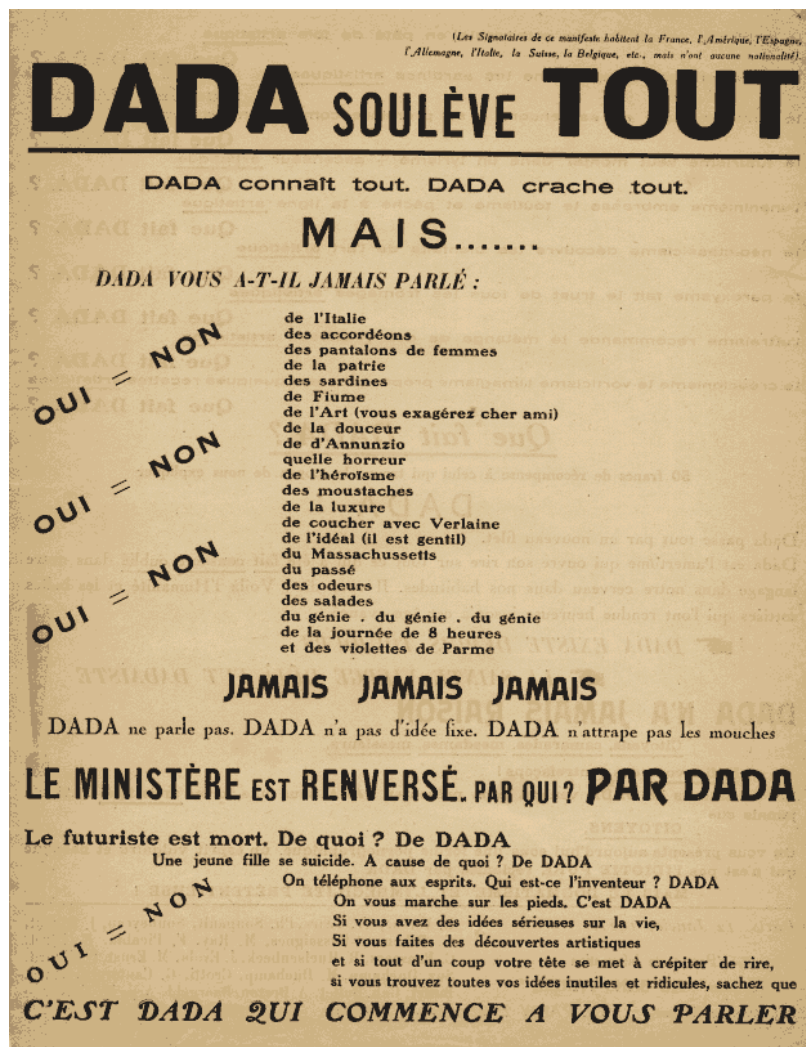 (Les Signataires de ce manifeste habitent la France, l'Amérique, l'Espagne,
l'Allemagne, l'Italie, la Suisse, la Belgique, etc., mais n'ont aucune nationalité).
DADA SOULÈVE TOUT
DADA connaît tout. DADA crache tout.
MAIS.......
DADA VOUS A-T-IL JAMAIS PARLÉ :
OUI = NON
OUI = NON
OUI = NON
de l'Italie
des accordéons
des pantalons de femmes
de la patrie
des sardines
de Fiume
de l'Art (vous exagérez cher ami)
de la douceur
de d'Annunzio
quelle horreur
de l'héroïsme
des moustaches
de la luxure
de coucher avec Verlaine
de l'idéal (il est gentil)
du Massachussetts
du passé
des odeurs
des salades
du génie . du génie . du génie
de la journée de 8 heures
et des violettes de Parme
JAMAIS JAMAIS JAMAIS
DADA ne parle pas. DADA n'a pas d'idée fixe. DADA n'attrape pas les mouches
LE MINISTÈRE EST RENVERSÉ. PAR QUI ? PAR DADA
Le futuriste est mort. De quoi ? De DADA
Une jeune fille se suicide. A cause de quoi ? De DADA
On téléphone aux esprits. Qui est-ce l'inventeur ? DADA
On vous marche sur les pieds. C'est DADA
Si vous avez des idées sérieuses sur la vie,
Si vous faites des découvertes artistiques
et si tout d'un coup votre tête se met à crépiter de rire,
si vous trouvez toutes vos idées inutiles et ridicules, sachez que
OUI = NON
C'EST DADA QUI COMMENCE A VOUS PARLER